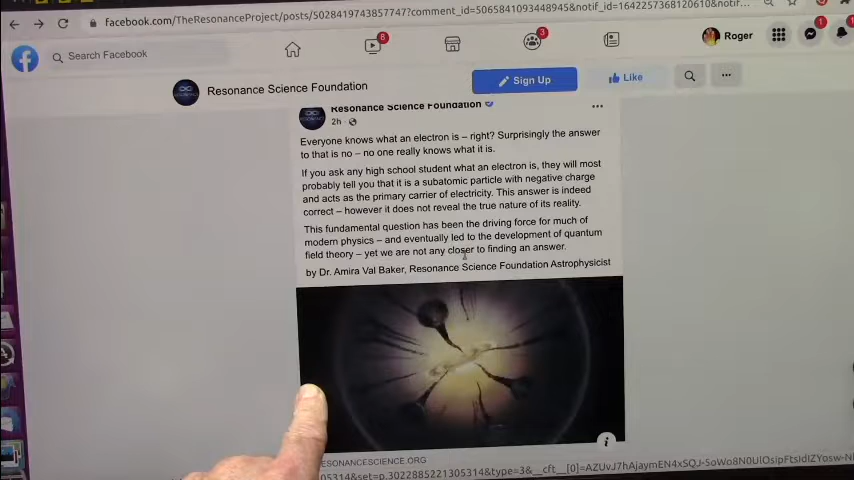 facebook.com/TheResonanceProject/posts/5028419743857747?comment_id=5065841093448945&notif_id=1642257368120610&notif...
Search Facebook
8
3
Roger
1
1
Resonance Science Foundation
Sign Up
Like
Resonance Science Foundation
2h
Everyone knows what an electron is – right? Surprisingly the answer
to that is no – no one really knows what it is.
If you ask any high school student what an electron is, they will most
probably tell you that it is a subatomic particle with negative charge
and acts as the primary carrier of electricity. This answer is indeed
correct – however it does not reveal the true nature of its reality.
This fundamental question has been the driving force for much of
modern physics – and eventually led to the development of quantum
field theory – yet we are not any closer to finding an answer.
by Dr. Amira Val Baker, Resonance Science Foundation Astrophysicist
i
ESONANCESCIENCE.ORG